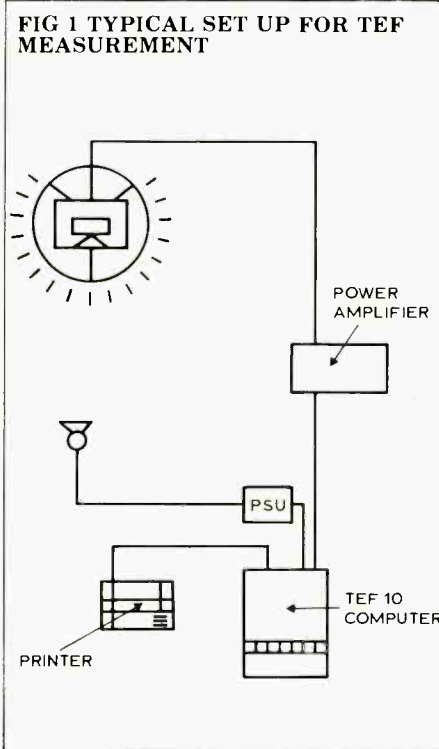 FIG 1 TYPICAL SET UP FOR TEF
MEASUREMENT
POWER
AMPLIFIER
PSU
TEF 10
COMPUTER
PRINTER